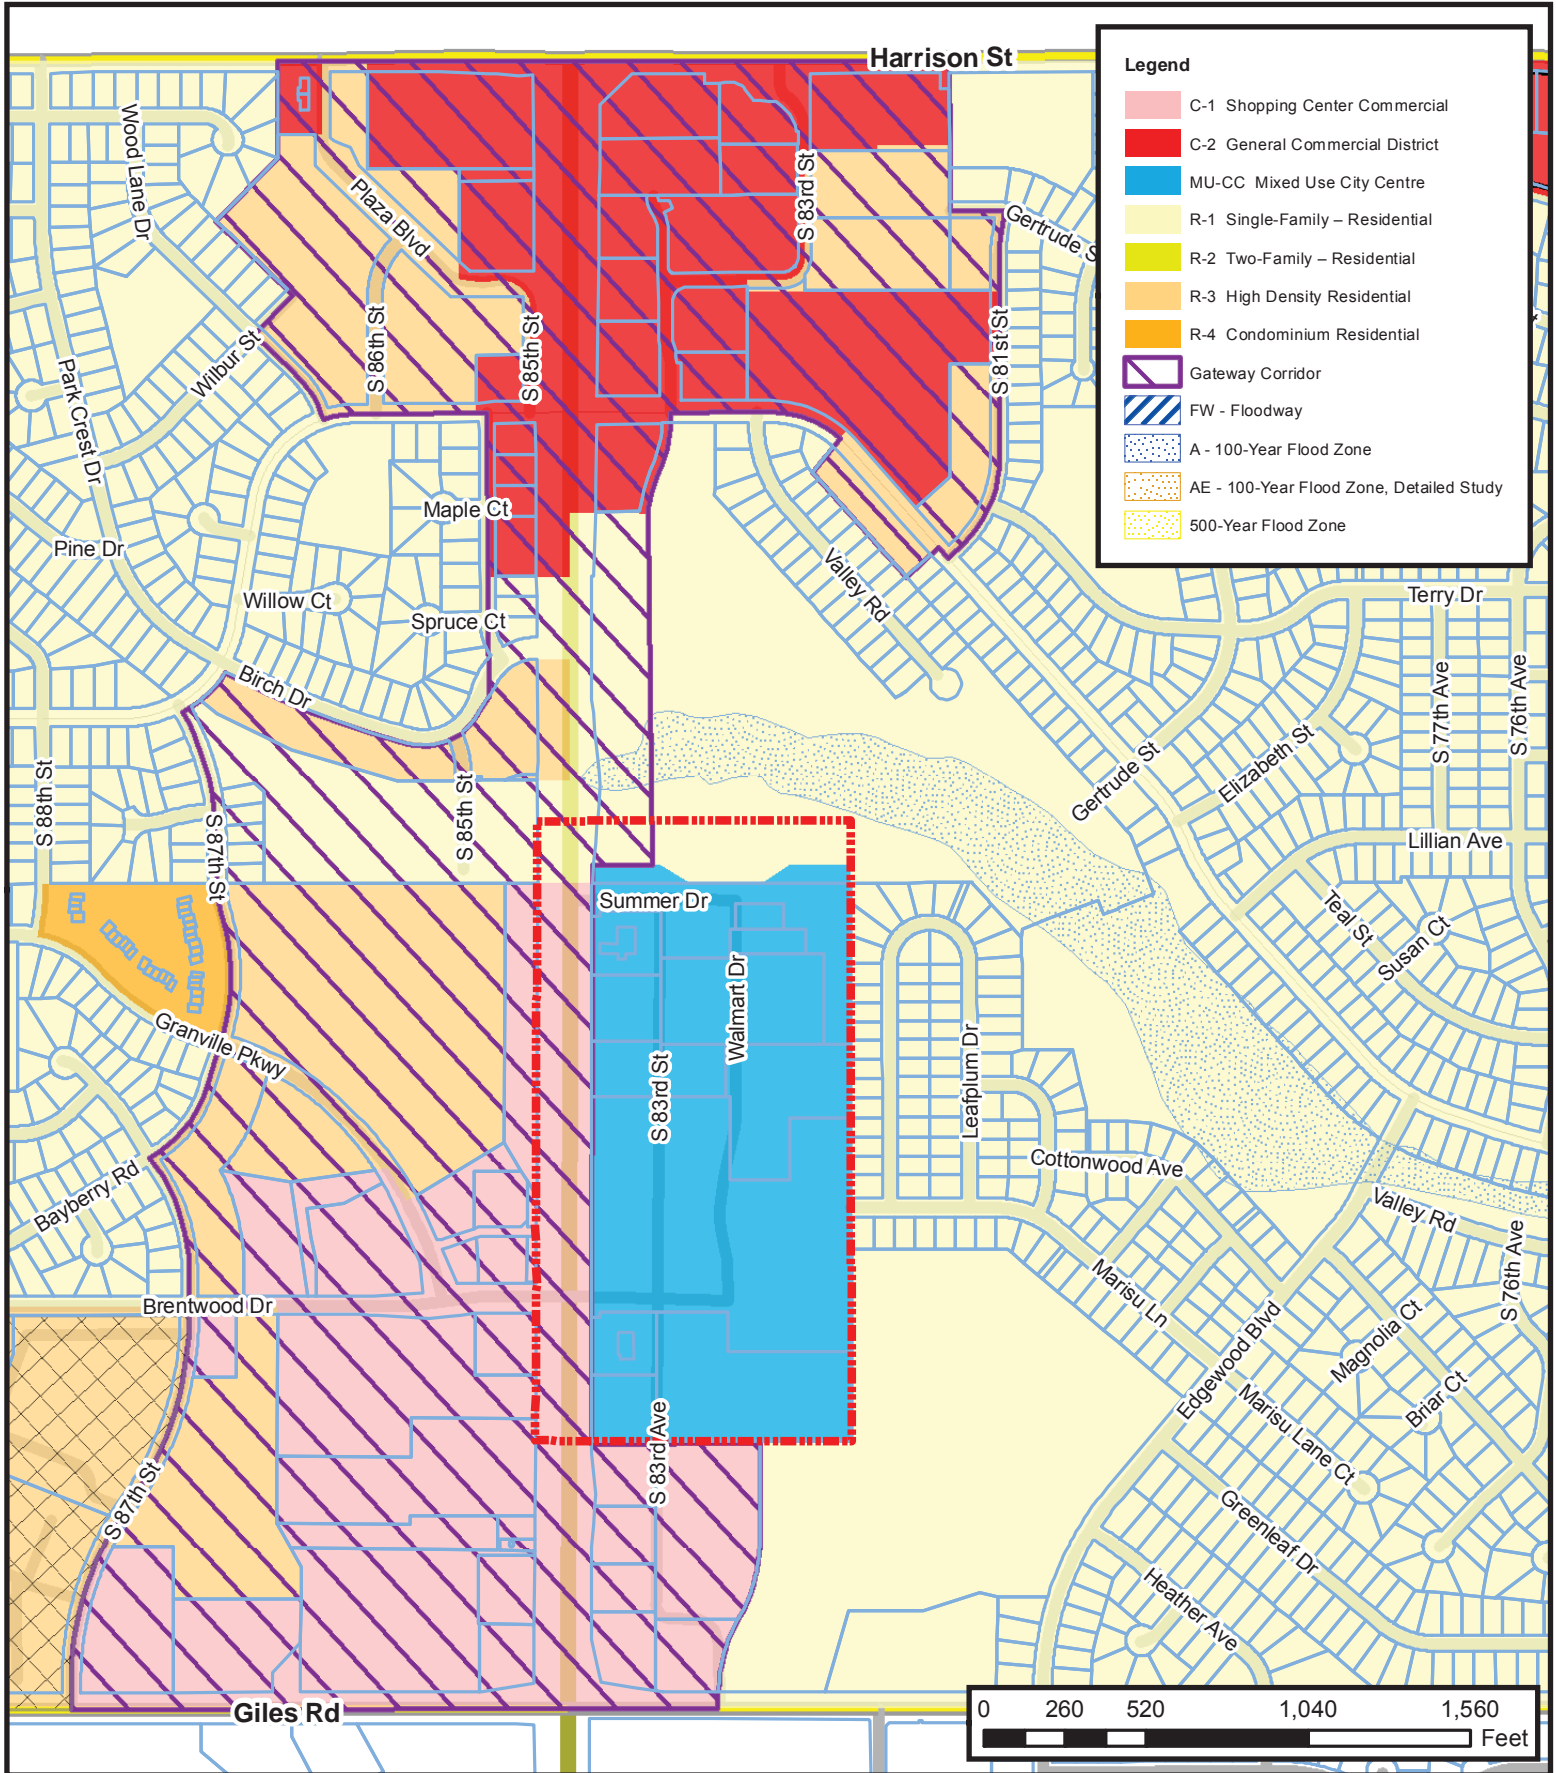 Harrison St
Legend
C-1 Shopping Center Commercial
C-2 General Commercial District
MU-CC Mixed Use City Centre
R-1 Single-Family – Residential
R-2 Two-Family – Residential
R-3 High Density Residential
R-4 Condominium Residential
Gateway Corridor
FW - Floodway
A - 100-Year Flood Zone
AE - 100-Year Flood Zone, Detailed Study
500-Year Flood Zone
Wood Lane Dr
Plaza Blvd
S 83rd St
Gertrude S
S 86th St
S 85th St
S 81st St
Wilbur St
Park Crest Dr
Maple Ct
Pine Dr
Willow Ct
Spruce Ct
Valley Rd
Terry Dr
Birch Dr
S 77th Ave
S 76th Ave
S 88th St
S 87th St
S 85th St
Gertrude St
Elizabeth St
Lillian Ave
Summer Dr
Teal St
Susan Ct
Walmart Dr
Granville Pkwy
S 83rd St
Leafplum Dr
Cottonwood Ave
Bayberry Rd
Valley Rd
S 76th Ave
Brentwood Dr
Marisu Ln
Edgewood Blvd
Magnolia Ct
Briar Ct
Marisu Lane Ct
S 83rd Ave
S 87th St
Greenleaf Dr
Heather Ave
Giles Rd
0 260 520 1,040 1,560
Feet